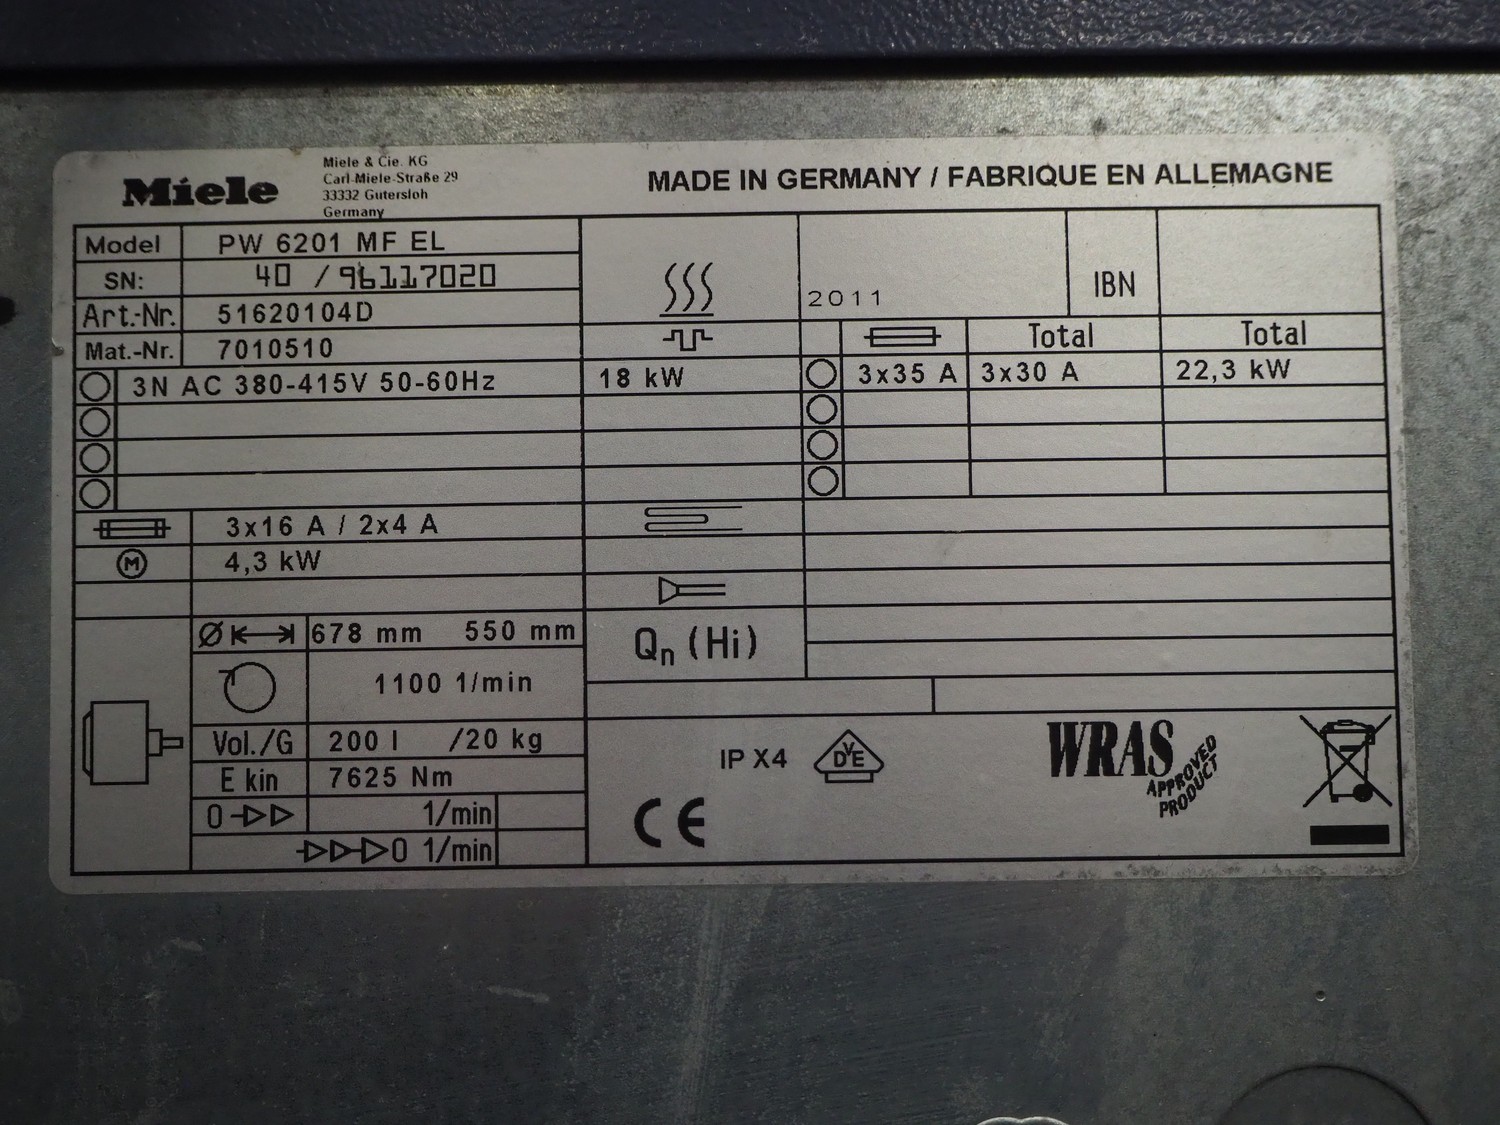 Miele
Miele & Cie. KG
Carl-Miele-Straße 29
33332 Gutersloh
Germany
MADE IN GERMANY / FABRIQUE EN ALLEMAGNE
Model PW 6201 MF EL
SN: 40 /96117020
Art.-Nr. 51620104D
Mat.-Nr. 7010510
2011 IBN
Total Total
3N AC 380-415V 50-60Hz 18 kW 3x35 A 3x30 A 22,3 kW
3x16 A / 2x4 A
M 4,3 kW
Ø 678 mm 550 mm
1100 1/min
Vol./G 200 l /20 kg
E kin 7625 Nm
0 1/min
0 1/min
Qn (Hi)
IP X4
DVE
CE
WRAS
APPROVED
PRODUCT